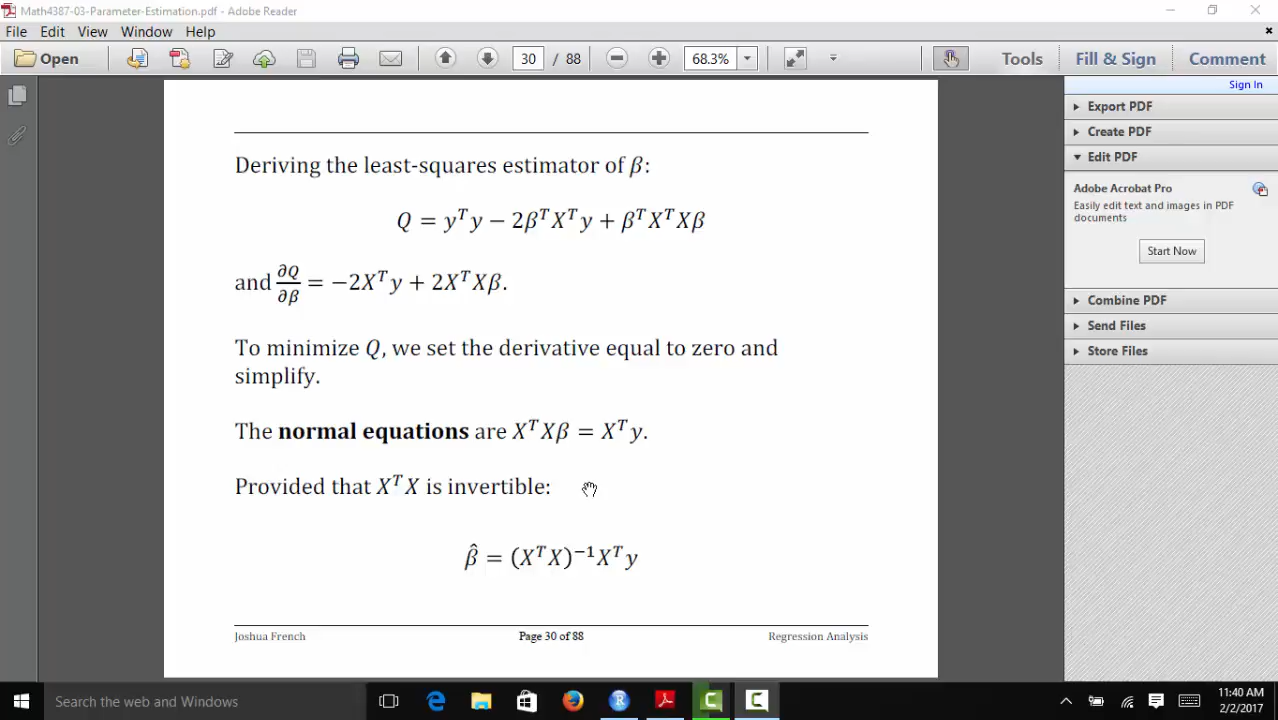 Math4387-03-Parameter-Estimation.pdf - Adobe Reader
File Edit View Window Help
Open 30 / 88 68.3% Tools Fill & Sign Comment
Sign In
Export PDF
Create PDF
Edit PDF
Adobe Acrobat Pro
Easily edit text and images in PDF
documents
Start Now
Combine PDF
Send Files
Store Files
Deriving the least-squares estimator of β:
Q = yᵀy − 2βᵀXᵀy + βᵀXᵀXβ
and ∂Q/∂β = −2Xᵀy + 2XᵀXβ.
To minimize Q, we set the derivative equal to zero and
simplify.
The normal equations are XᵀXβ = Xᵀy.
Provided that XᵀX is invertible:
β̂ = (XᵀX)⁻¹Xᵀy
Joshua French Page 30 of 88 Regression Analysis
Search the web and Windows
11:40 AM
2/2/2017